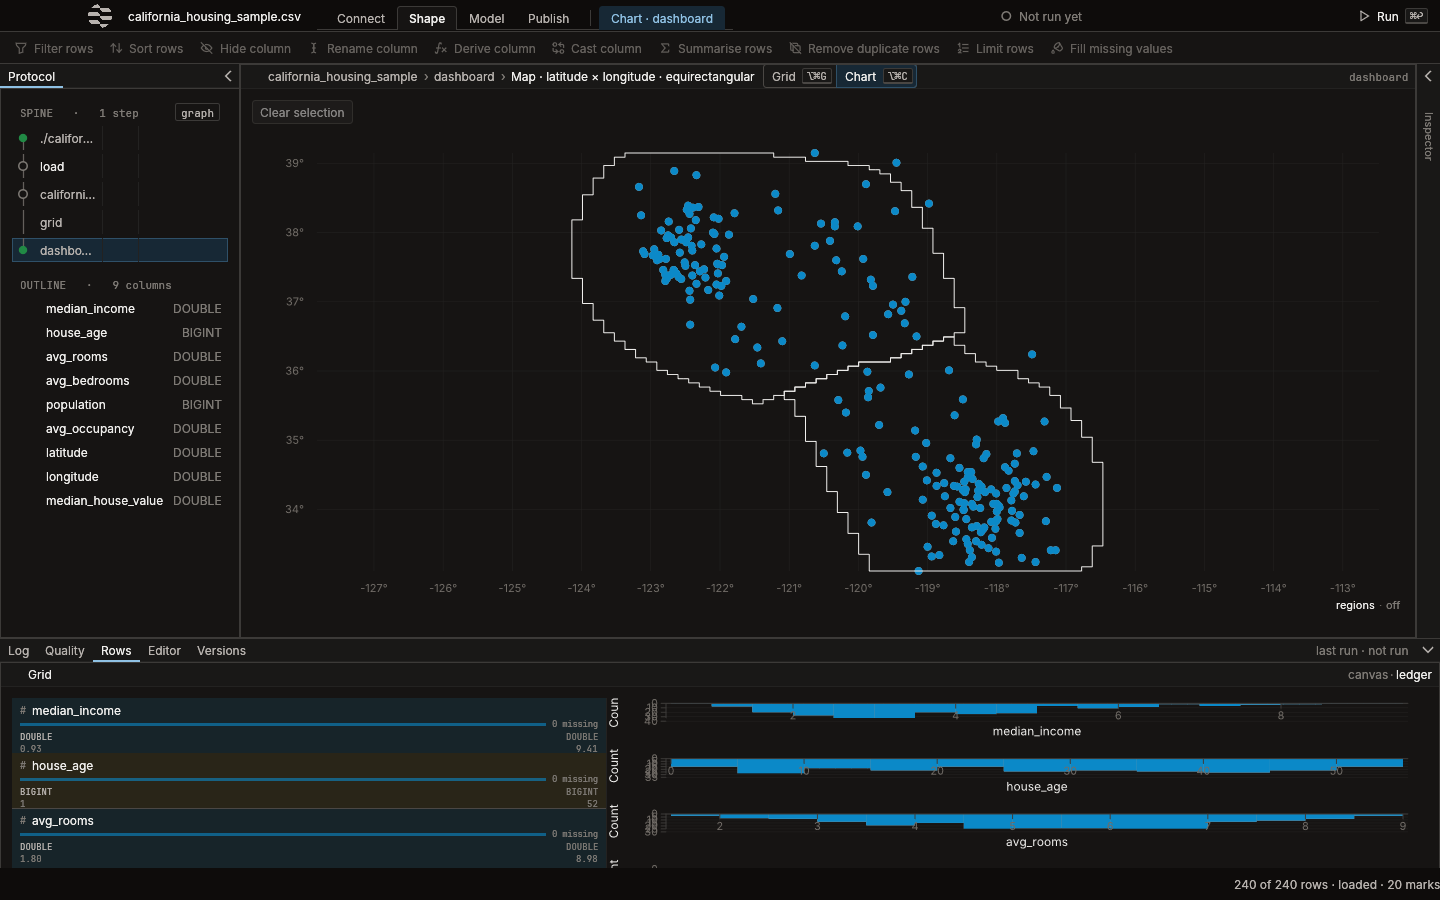 california_housing_sample.csv Connect Shape Model Publish Chart · dashboard Not run yet Run ⌘⏎
Filter rows Sort rows Hide column Rename column Derive column Cast column Summarise rows Remove duplicate rows Limit rows Fill missing values
Protocol california_housing_sample › dashboard › Map · latitude × longitude · equirectangular Grid ⌥⌘G Chart ⌥⌘C dashboard
Clear selection
SPINE · 1 step graph
./califor...
load
californi...
grid
dashbo...
OUTLINE · 9 columns
median_income DOUBLE
house_age BIGINT
avg_rooms DOUBLE
avg_bedrooms DOUBLE
population BIGINT
avg_occupancy DOUBLE
latitude DOUBLE
longitude DOUBLE
median_house_value DOUBLE
39°
38°
37°
36°
35°
34°
-127° -126° -125° -124° -123° -122° -121° -120° -119° -118° -117° -116° -115° -114° -113°
regions · off
Inspector
Log Quality Rows Editor Versions last run · not run
Grid canvas · ledger
# median_income
0 missing
DOUBLE DOUBLE
0.93 9.41
# house_age
0 missing
BIGINT BIGINT
1 52
# avg_rooms
0 missing
DOUBLE DOUBLE
1.80 8.98
Coun
2 4 6 8
median_income
Count
0 10 20 30 40 50
house_age
Count
2 3 4 5 6 7 8 9
avg_rooms
240 of 240 rows · loaded · 20 marks